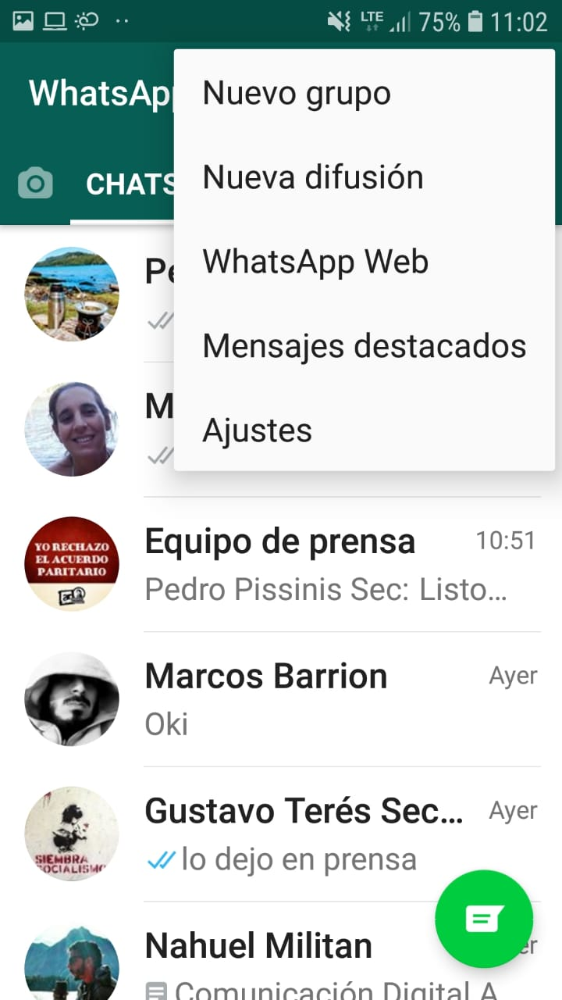 LTE 75% 11:02
WhatsApp
Nuevo grupo
CHATS
Nueva difusión
WhatsApp Web
Mensajes destacados
Ajustes
Pe
M
YO RECHAZO
EL ACUERDO
PARITARIO
Equipo de prensa 10:51
Pedro Pissinis Sec: Listo...
Marcos Barrion Ayer
Oki
SIEMBRA
SOCIALISMO
Gustavo Terés Sec... Ayer
lo dejo en prensa
Nahuel Militan er
Comunicación Digital A